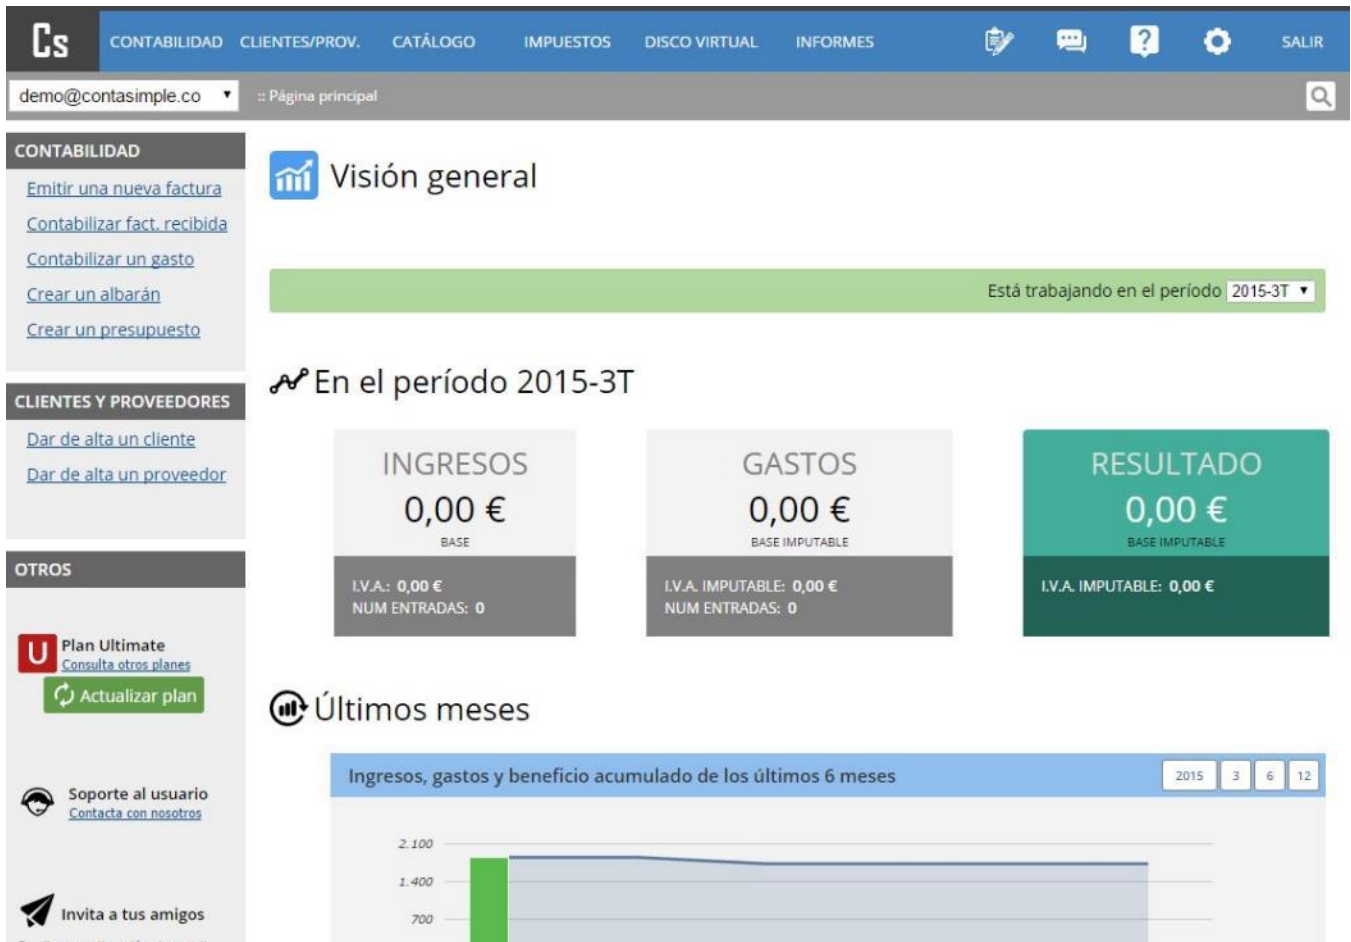 Cs
CONTABILIDAD CLIENTES/PROV. CATÁLOGO IMPUESTOS DISCO VIRTUAL INFORMES ? SALIR
demo@contasimple.co :: Página principal
CONTABILIDAD
Emitir una nueva factura
Contabilizar fact. recibida
Contabilizar un gasto
Crear un albarán
Crear un presupuesto
CLIENTES Y PROVEEDORES
Dar de alta un cliente
Dar de alta un proveedor
OTROS
U
Plan Ultimate
Consulta otros planes
Actualizar plan
Soporte al usuario
Contacta con nosotros
Invita a tus amigos
Visión general
Está trabajando en el período 2015-3T
En el período 2015-3T
INGRESOS
0,00 €
BASE
I.V.A.: 0,00 €
NUM ENTRADAS: 0
GASTOS
0,00 €
BASE IMPUTABLE
I.V.A. IMPUTABLE: 0,00 €
NUM ENTRADAS: 0
RESULTADO
0,00 €
BASE IMPUTABLE
I.V.A. IMPUTABLE: 0,00 €
Últimos meses
Ingresos, gastos y beneficio acumulado de los últimos 6 meses 2015 3 6 12
2.100
1.400
700